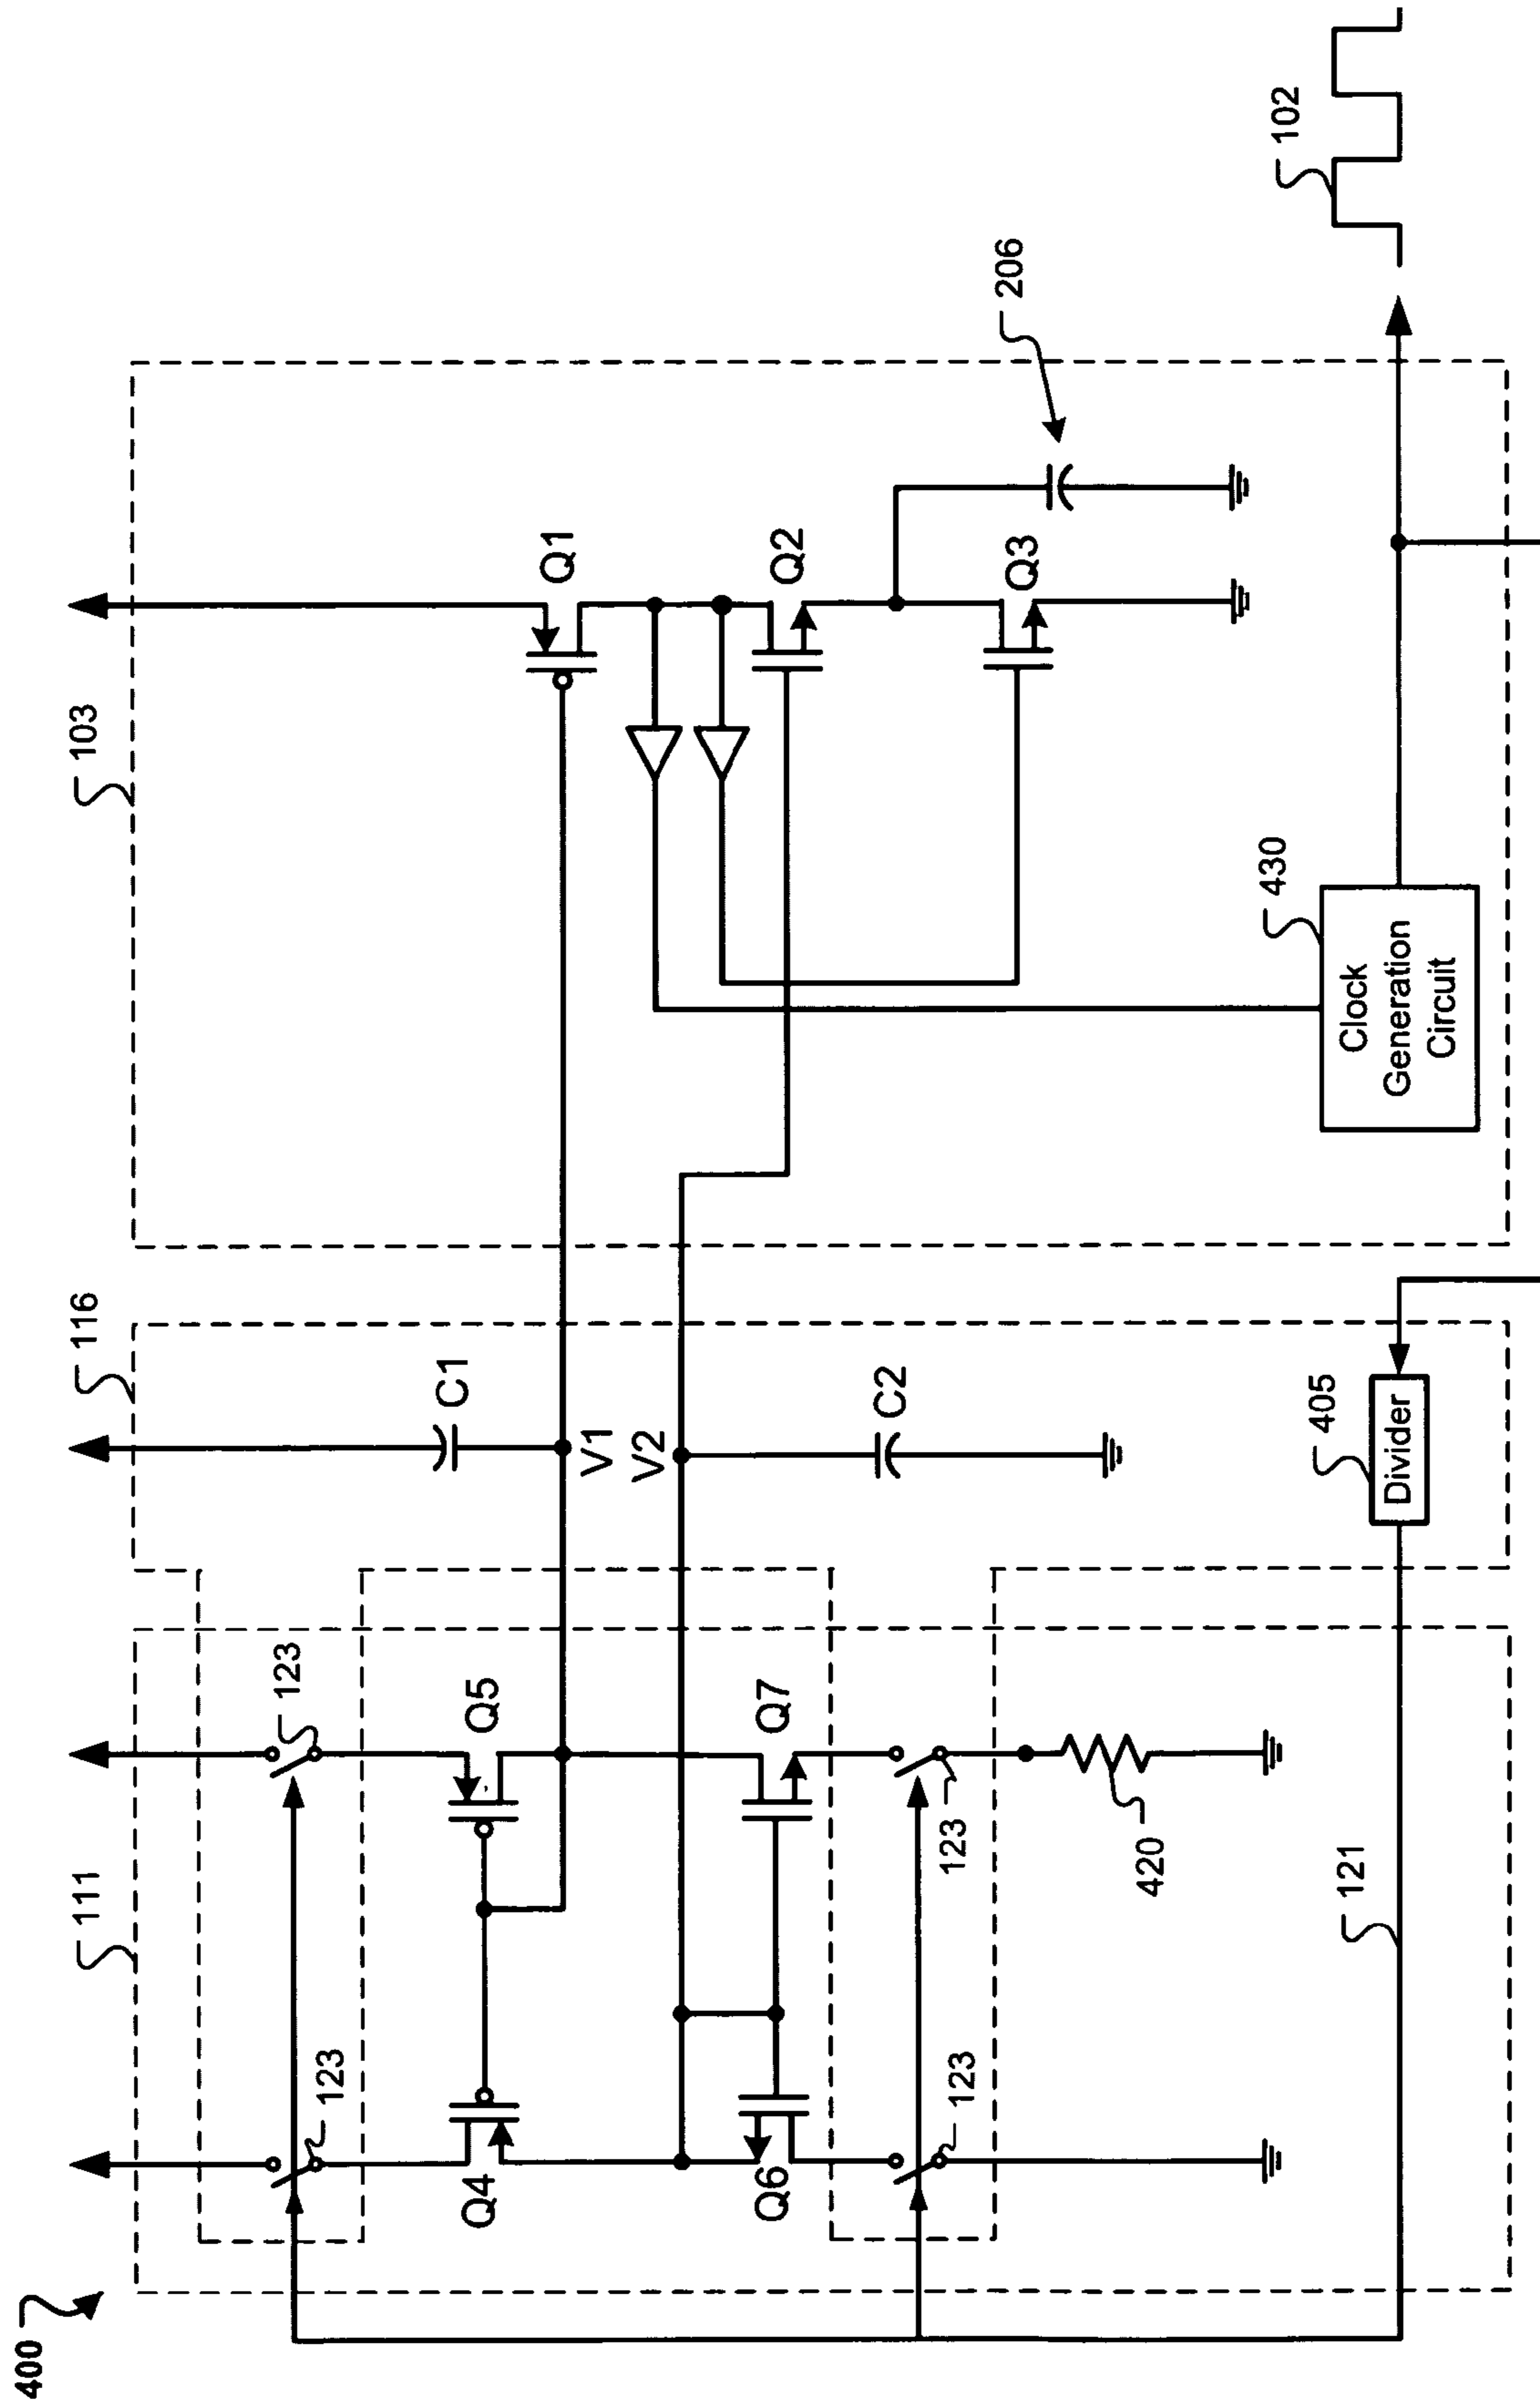 400
111
116
103
123
123
Q4
Q5
C1
Q1
V1
V2
Q6
Q7
C2
Q2
Q3
206
123
123
420
121
405
Divider
430
Clock
Generation
Circuit
102